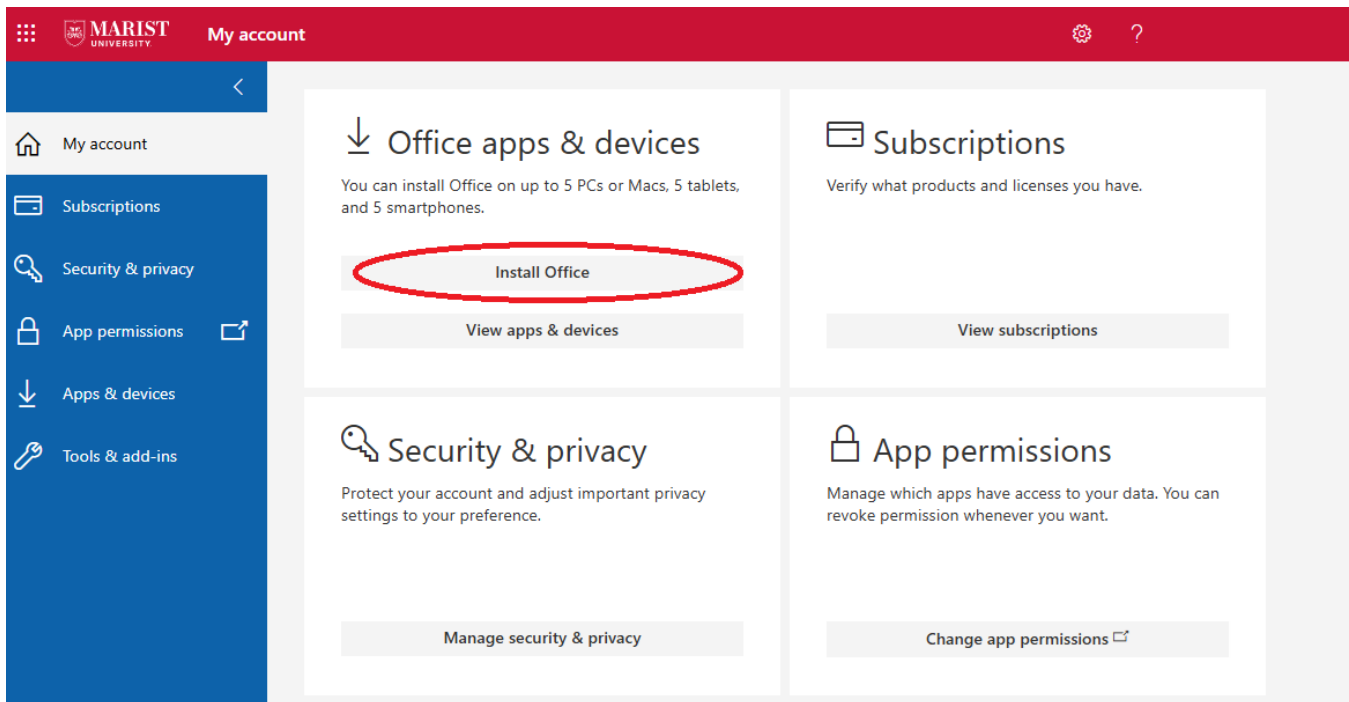 MARIST
UNIVERSITY
My account
?
My account
Subscriptions
Security & privacy
App permissions
Apps & devices
Tools & add-ins
Office apps & devices
You can install Office on up to 5 PCs or Macs, 5 tablets,
and 5 smartphones.
Install Office
View apps & devices
Subscriptions
Verify what products and licenses you have.
View subscriptions
Security & privacy
Protect your account and adjust important privacy
settings to your preference.
Manage security & privacy
App permissions
Manage which apps have access to your data. You can
revoke permission whenever you want.
Change app permissions